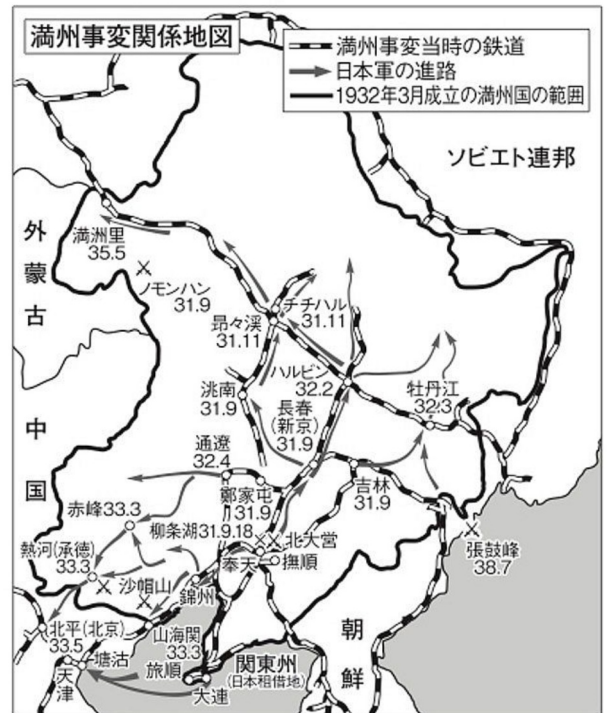 満州事変関係地図
満州事変当時の鉄道
日本軍の進路
1932年3月成立の満州国の範囲
ソビエト連邦
外蒙古
満洲里
35.5
ノモンハン
31.9
チチハル
31.11
昂々渓
31.11
ハルビン
32.2
牡丹江
32.3
洮南
31.9
長春
(新京)
31.9
中国
通遼
32.4
鄭家屯
31.9
吉林
31.9
赤峰33.3
柳条湖31.9.18
北大営
張鼓峰
38.7
熱河(承徳)
33.3
奉天
撫順
沙帽山
錦州
北平(北京)
33.5
山海関
33.3
朝鮮
塘沽
天津
旅順
大連
関東州
(日本租借地)